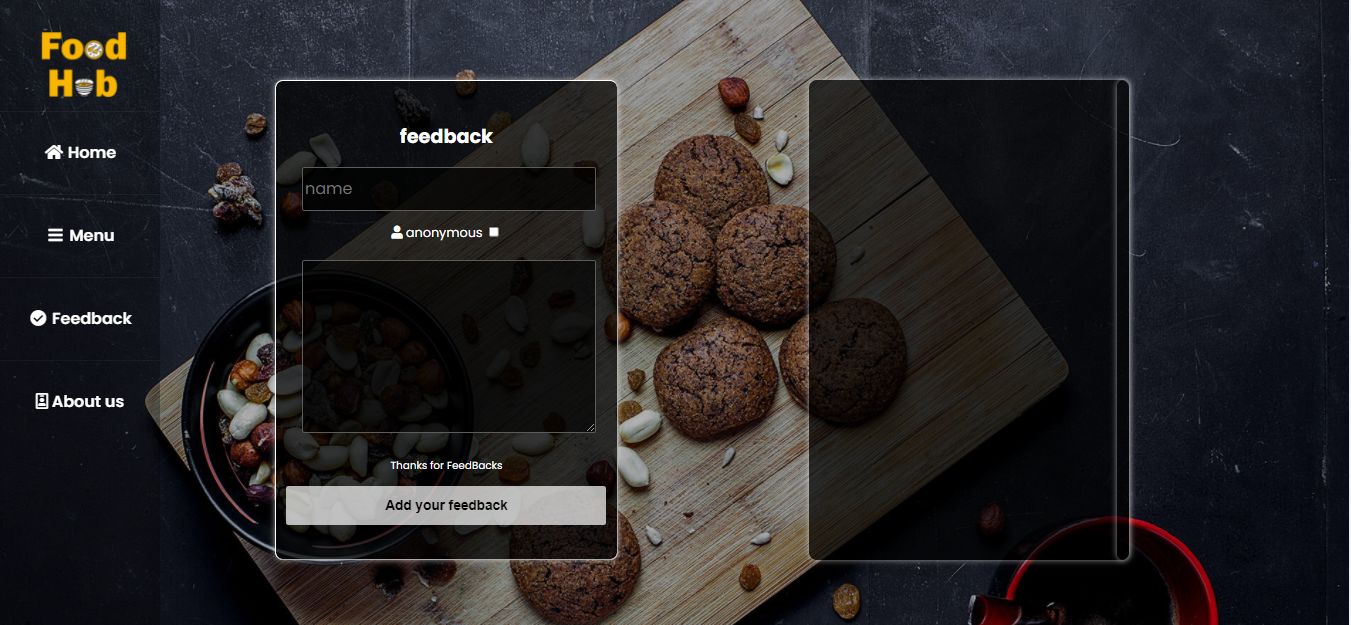 Food
Hub
Home
Menu
Feedback
About us
feedback
name
anonymous
Thanks for FeedBacks
Add your feedback